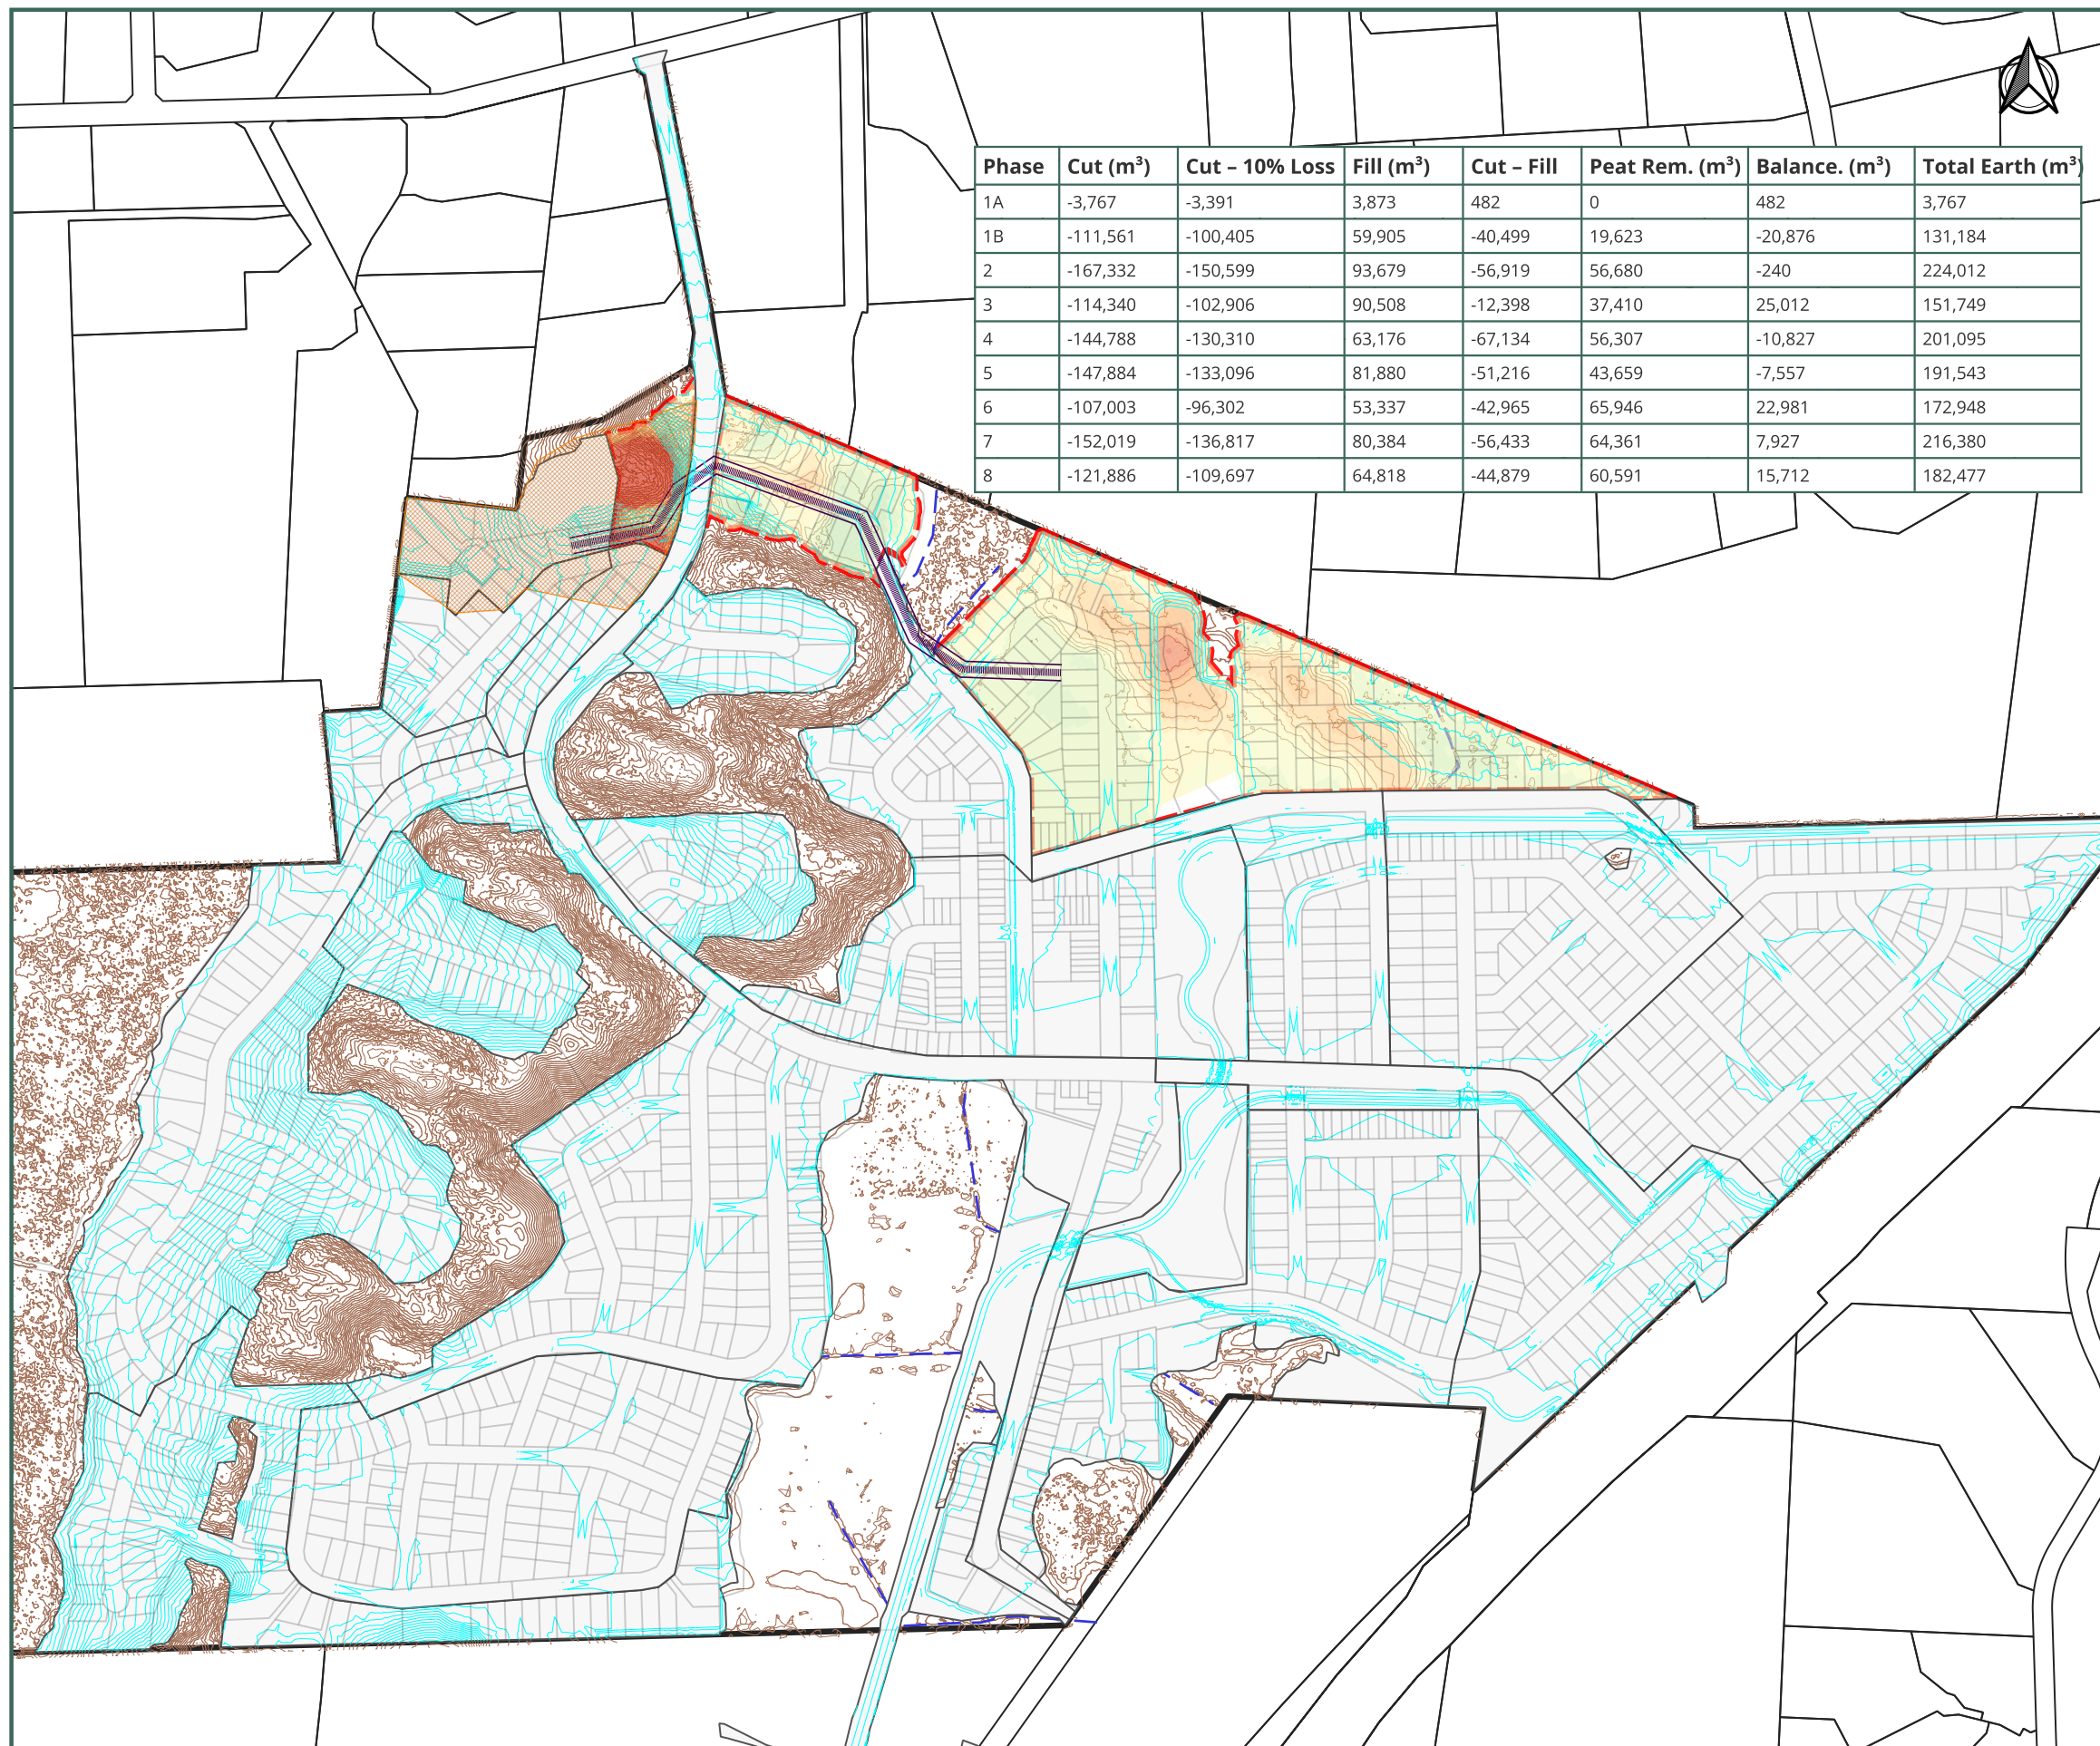 Phase Cut (m³) Cut – 10% Loss Fill (m³) Cut – Fill Peat Rem. (m³) Balance. (m³) Total Earth (m³)
1A -3,767 -3,391 3,873 482 0 482 3,767
1B -111,561 -100,405 59,905 -40,499 19,623 -20,876 131,184
2 -167,332 -150,599 93,679 -56,919 56,680 -240 224,012
3 -114,340 -102,906 90,508 -12,398 37,410 25,012 151,749
4 -144,788 -130,310 63,176 -67,134 56,307 -10,827 201,095
5 -147,884 -133,096 81,880 -51,216 43,659 -7,557 191,543
6 -107,003 -96,302 53,337 -42,965 65,946 22,981 172,948
7 -152,019 -136,817 80,384 -56,433 64,361 7,927 216,380
8 -121,886 -109,697 64,818 -44,879 60,591 15,712 182,477